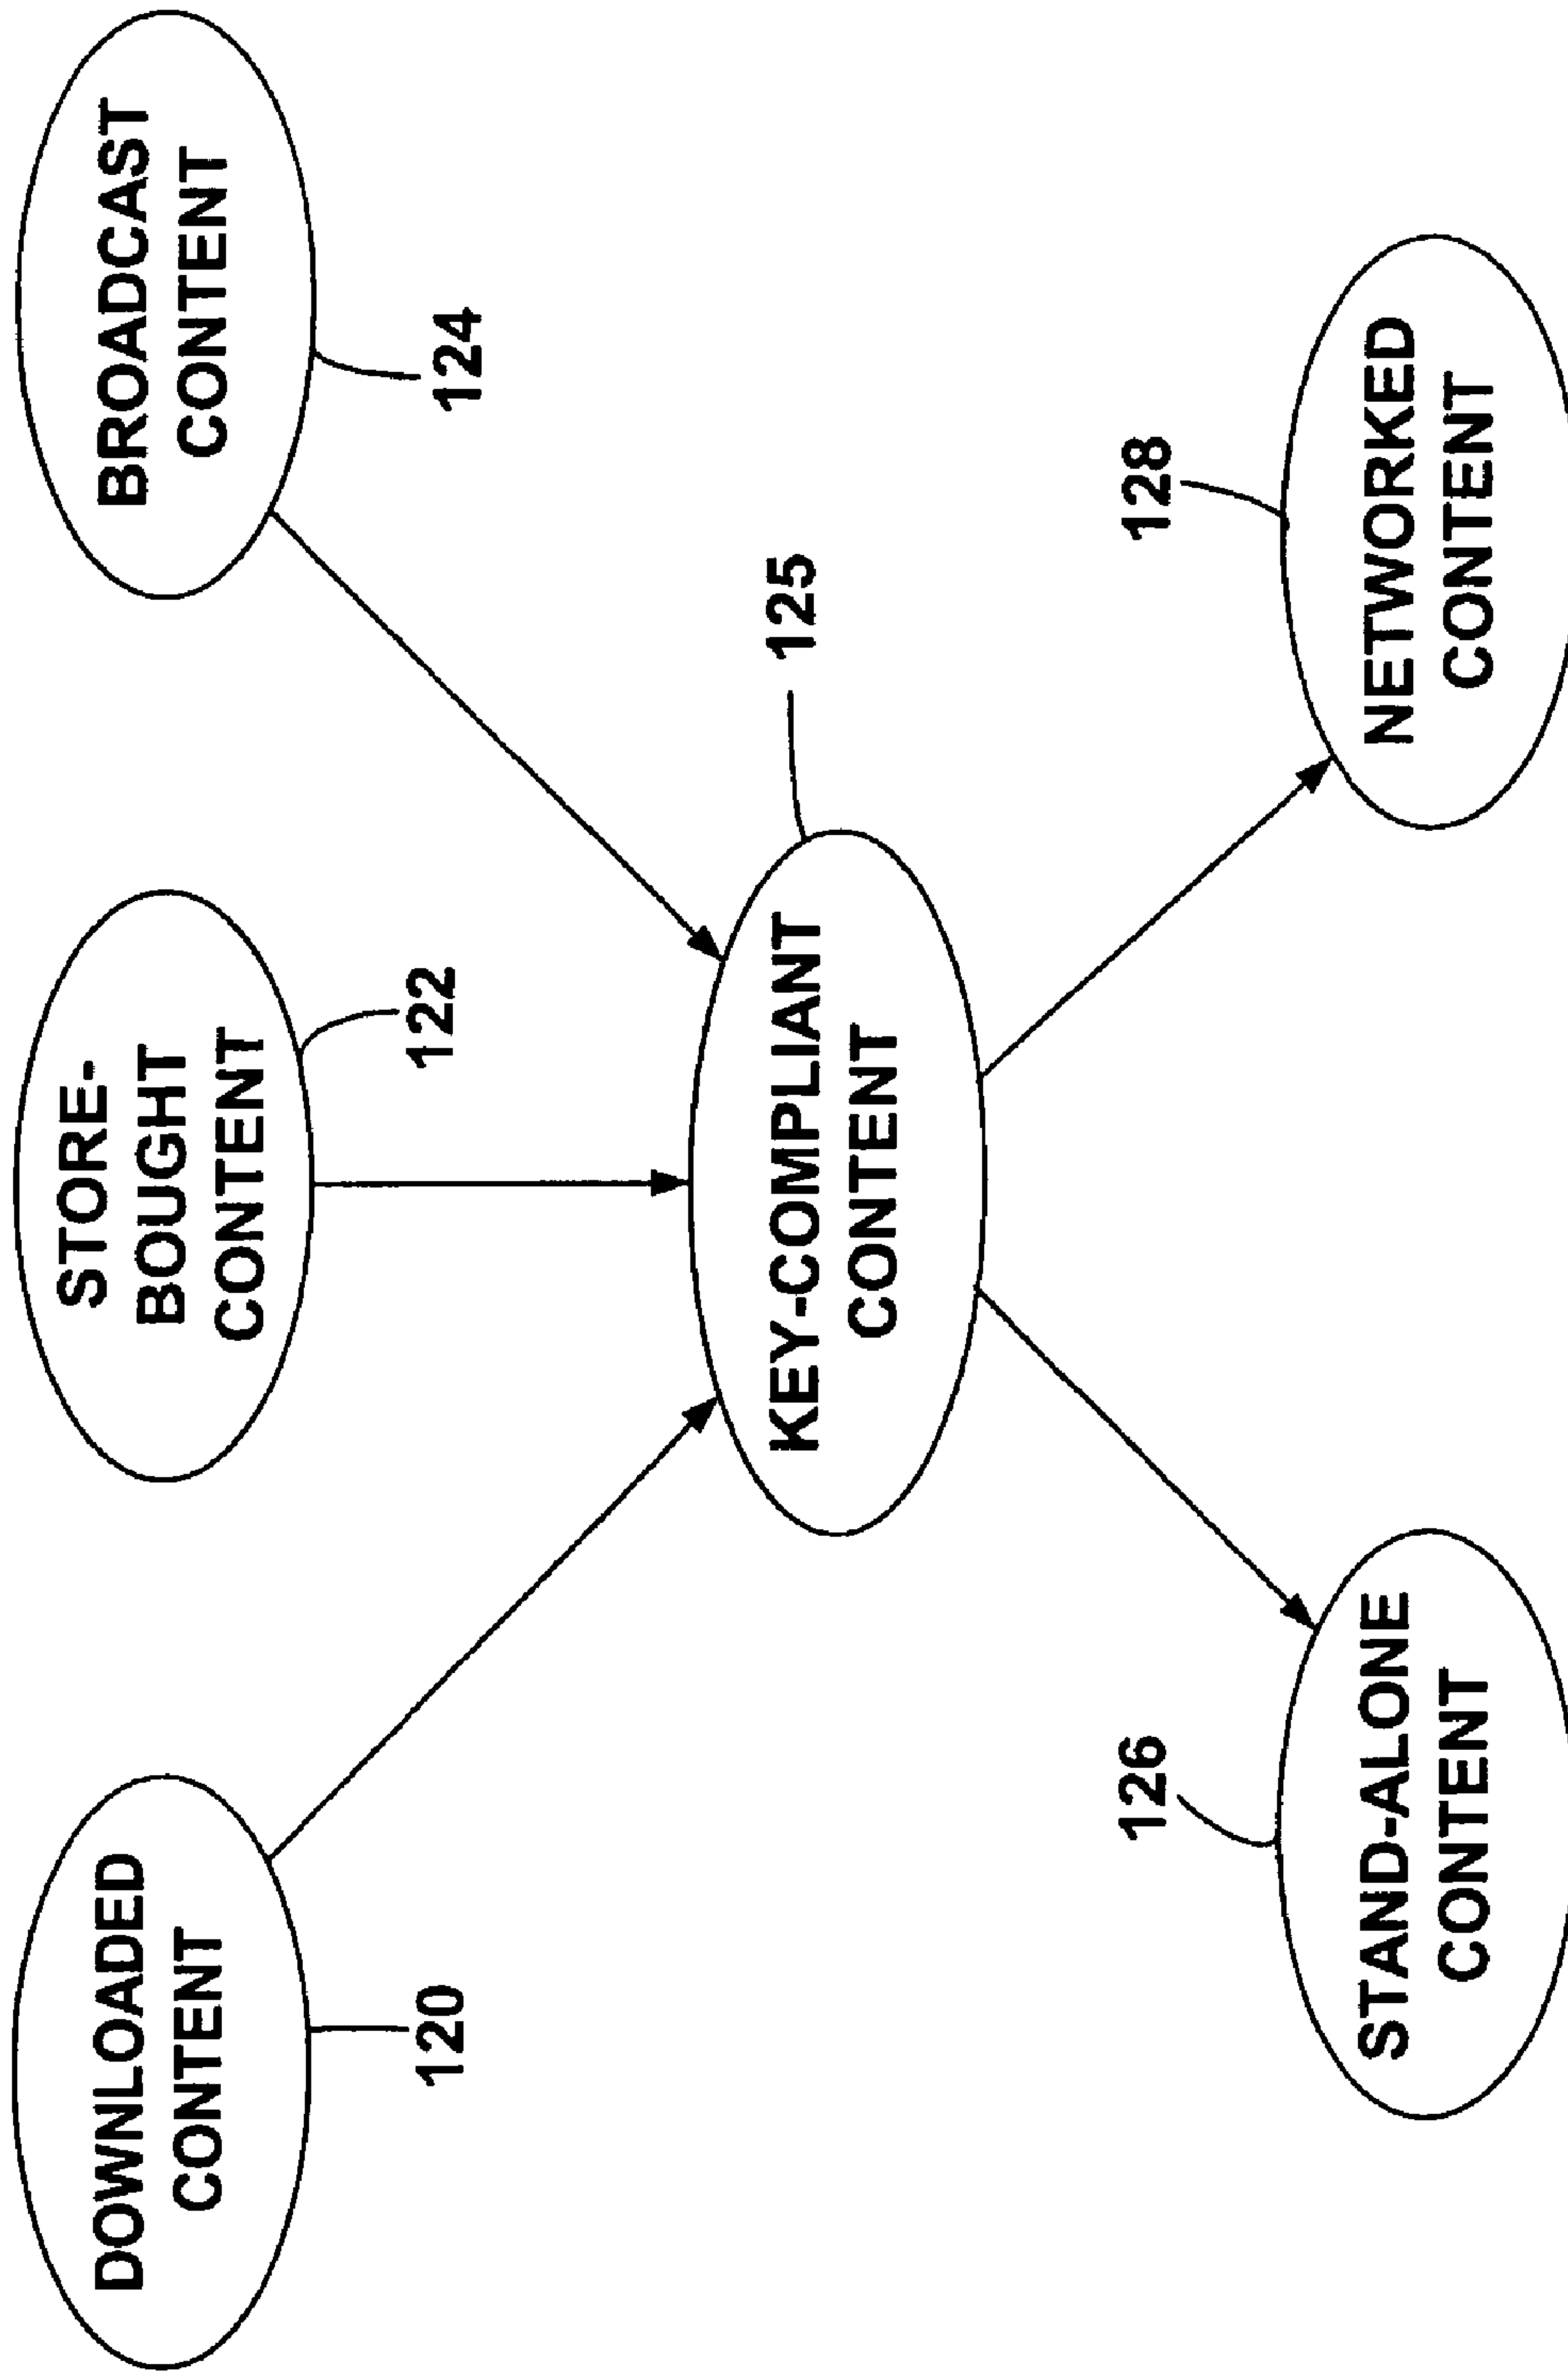 DOWNLOADED
CONTENT
120
STORE-
BOUGHT
CONTENT
122
BROADCAST
CONTENT
124
KEY-COMPLIANT
CONTENT
125
STAND-ALONE
CONTENT
126
NETWORKED
CONTENT
128